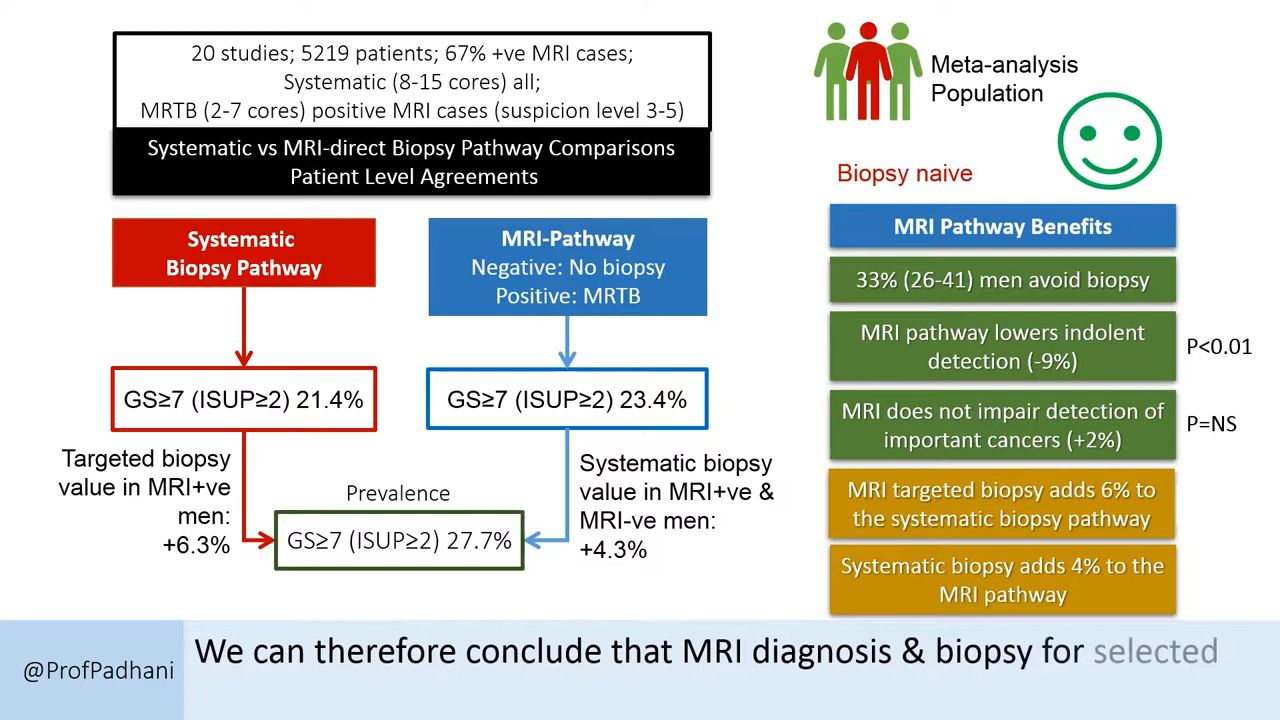 20 studies; 5219 patients; 67% +ve MRI cases;
Systematic (8-15 cores) all;
MRTB (2-7 cores) positive MRI cases (suspicion level 3-5)
Systematic vs MRI-direct Biopsy Pathway Comparisons
Patient Level Agreements
Systematic
Biopsy Pathway
MRI-Pathway
Negative: No biopsy
Positive: MRTB
GS≥7 (ISUP≥2) 21.4%
GS≥7 (ISUP≥2) 23.4%
Targeted biopsy
value in MRI+ve
men:
+6.3%
Prevalence
GS≥7 (ISUP≥2) 27.7%
Systematic biopsy
value in MRI+ve &
MRI-ve men:
+4.3%
Meta-analysis
Population
Biopsy naive
MRI Pathway Benefits
33% (26-41) men avoid biopsy
MRI pathway lowers indolent
detection (-9%)
P<0.01
MRI does not impair detection of
important cancers (+2%)
P=NS
MRI targeted biopsy adds 6% to
the systematic biopsy pathway
Systematic biopsy adds 4% to the
MRI pathway
@ProfPadhani
We can therefore conclude that MRI diagnosis & biopsy for selected